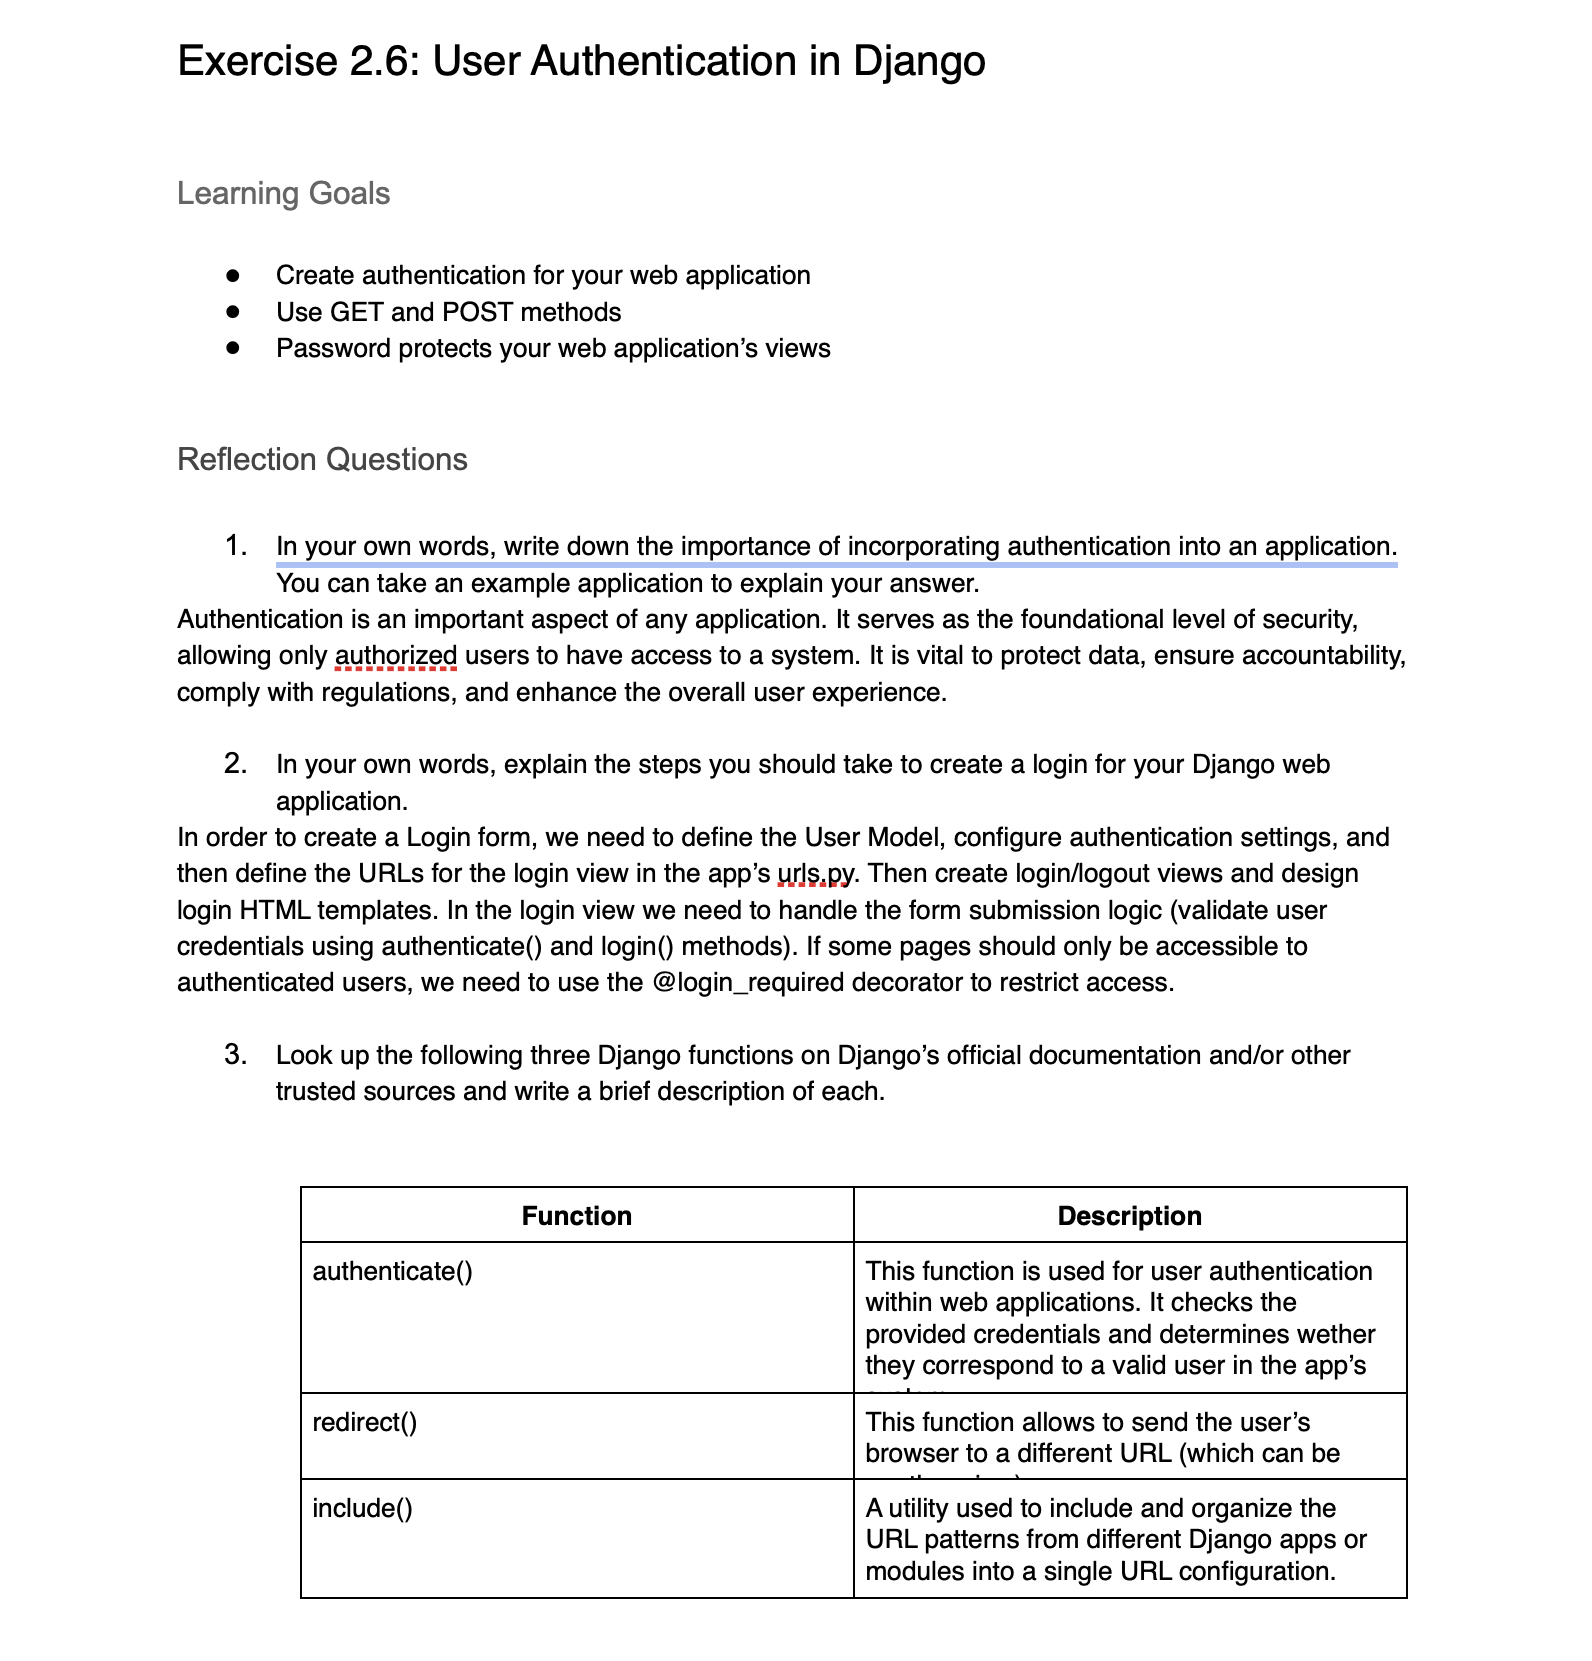 Exercise 2.6: User Authentication in Django
Learning Goals
● Create authentication for your web application
● Use GET and POST methods
● Password protects your web application’s views
Reflection Questions
1. In your own words, write down the importance of incorporating authentication into an application.
You can take an example application to explain your answer.
Authentication is an important aspect of any application. It serves as the foundational level of security,
allowing only authorized users to have access to a system. It is vital to protect data, ensure accountability,
comply with regulations, and enhance the overall user experience.
2. In your own words, explain the steps you should take to create a login for your Django web
application.
In order to create a Login form, we need to define the User Model, configure authentication settings, and
then define the URLs for the login view in the app’s urls.py. Then create login/logout views and design
login HTML templates. In the login view we need to handle the form submission logic (validate user
credentials using authenticate() and login() methods). If some pages should only be accessible to
authenticated users, we need to use the @login_required decorator to restrict access.
3. Look up the following three Django functions on Django’s official documentation and/or other
trusted sources and write a brief description of each.
Function
Description
authenticate()
This function is used for user authentication
within web applications. It checks the
provided credentials and determines wether
they correspond to a valid user in the app’s
redirect()
This function allows to send the user’s
browser to a different URL (which can be
include()
A utility used to include and organize the
URL patterns from different Django apps or
modules into a single URL configuration.